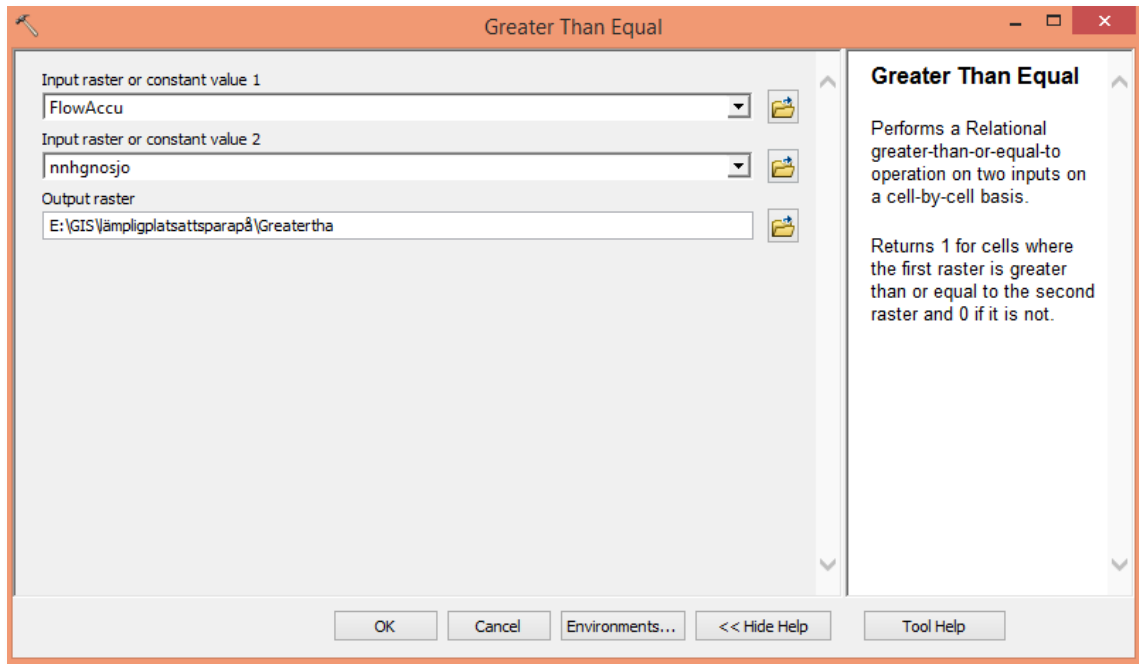 Greater Than Equal
Input raster or constant value 1
FlowAccu
Input raster or constant value 2
nnhgnosjo
Output raster
E:\GIS\lämpligplatsattsparapå\Greatertha
Greater Than Equal
Performs a Relational
greater-than-or-equal-to
operation on two inputs on
a cell-by-cell basis.
Returns 1 for cells where
the first raster is greater
than or equal to the second
raster and 0 if it is not.
OK
Cancel
Environments...
<< Hide Help
Tool Help